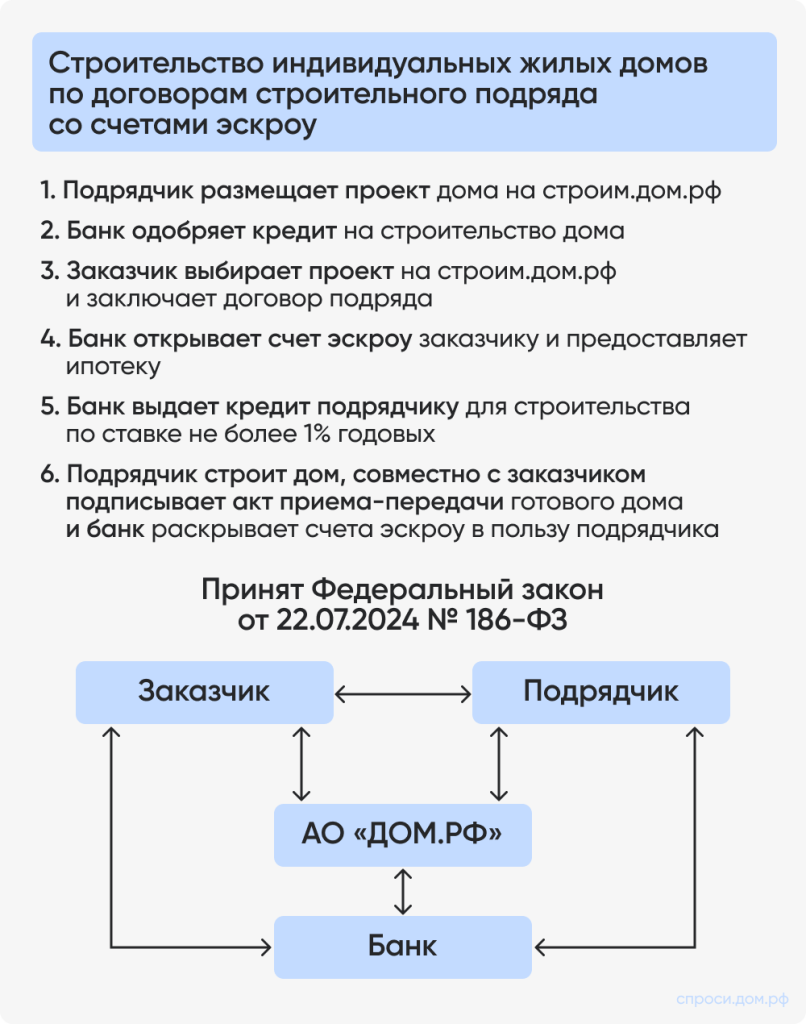 Строительство индивидуальных жилых домов
по договорам строительного подряда
со счетами эскроу
1. Подрядчик размещает проект дома на строим.дом.рф
2. Банк одобряет кредит на строительство дома
3. Заказчик выбирает проект на строим.дом.рф
и заключает договор подряда
4. Банк открывает счет эскроу заказчику и предоставляет
ипотеку
5. Банк выдает кредит подрядчику для строительства
по ставке не более 1% годовых
6. Подрядчик строит дом, совместно с заказчиком
подписывает акт приема-передачи готового дома
и банк раскрывает счета эскроу в пользу подрядчика
Принят Федеральный закон
от 22.07.2024 № 186-ФЗ
Заказчик
Подрядчик
АО «ДОМ.РФ»
Банк
спроси.дом.рф